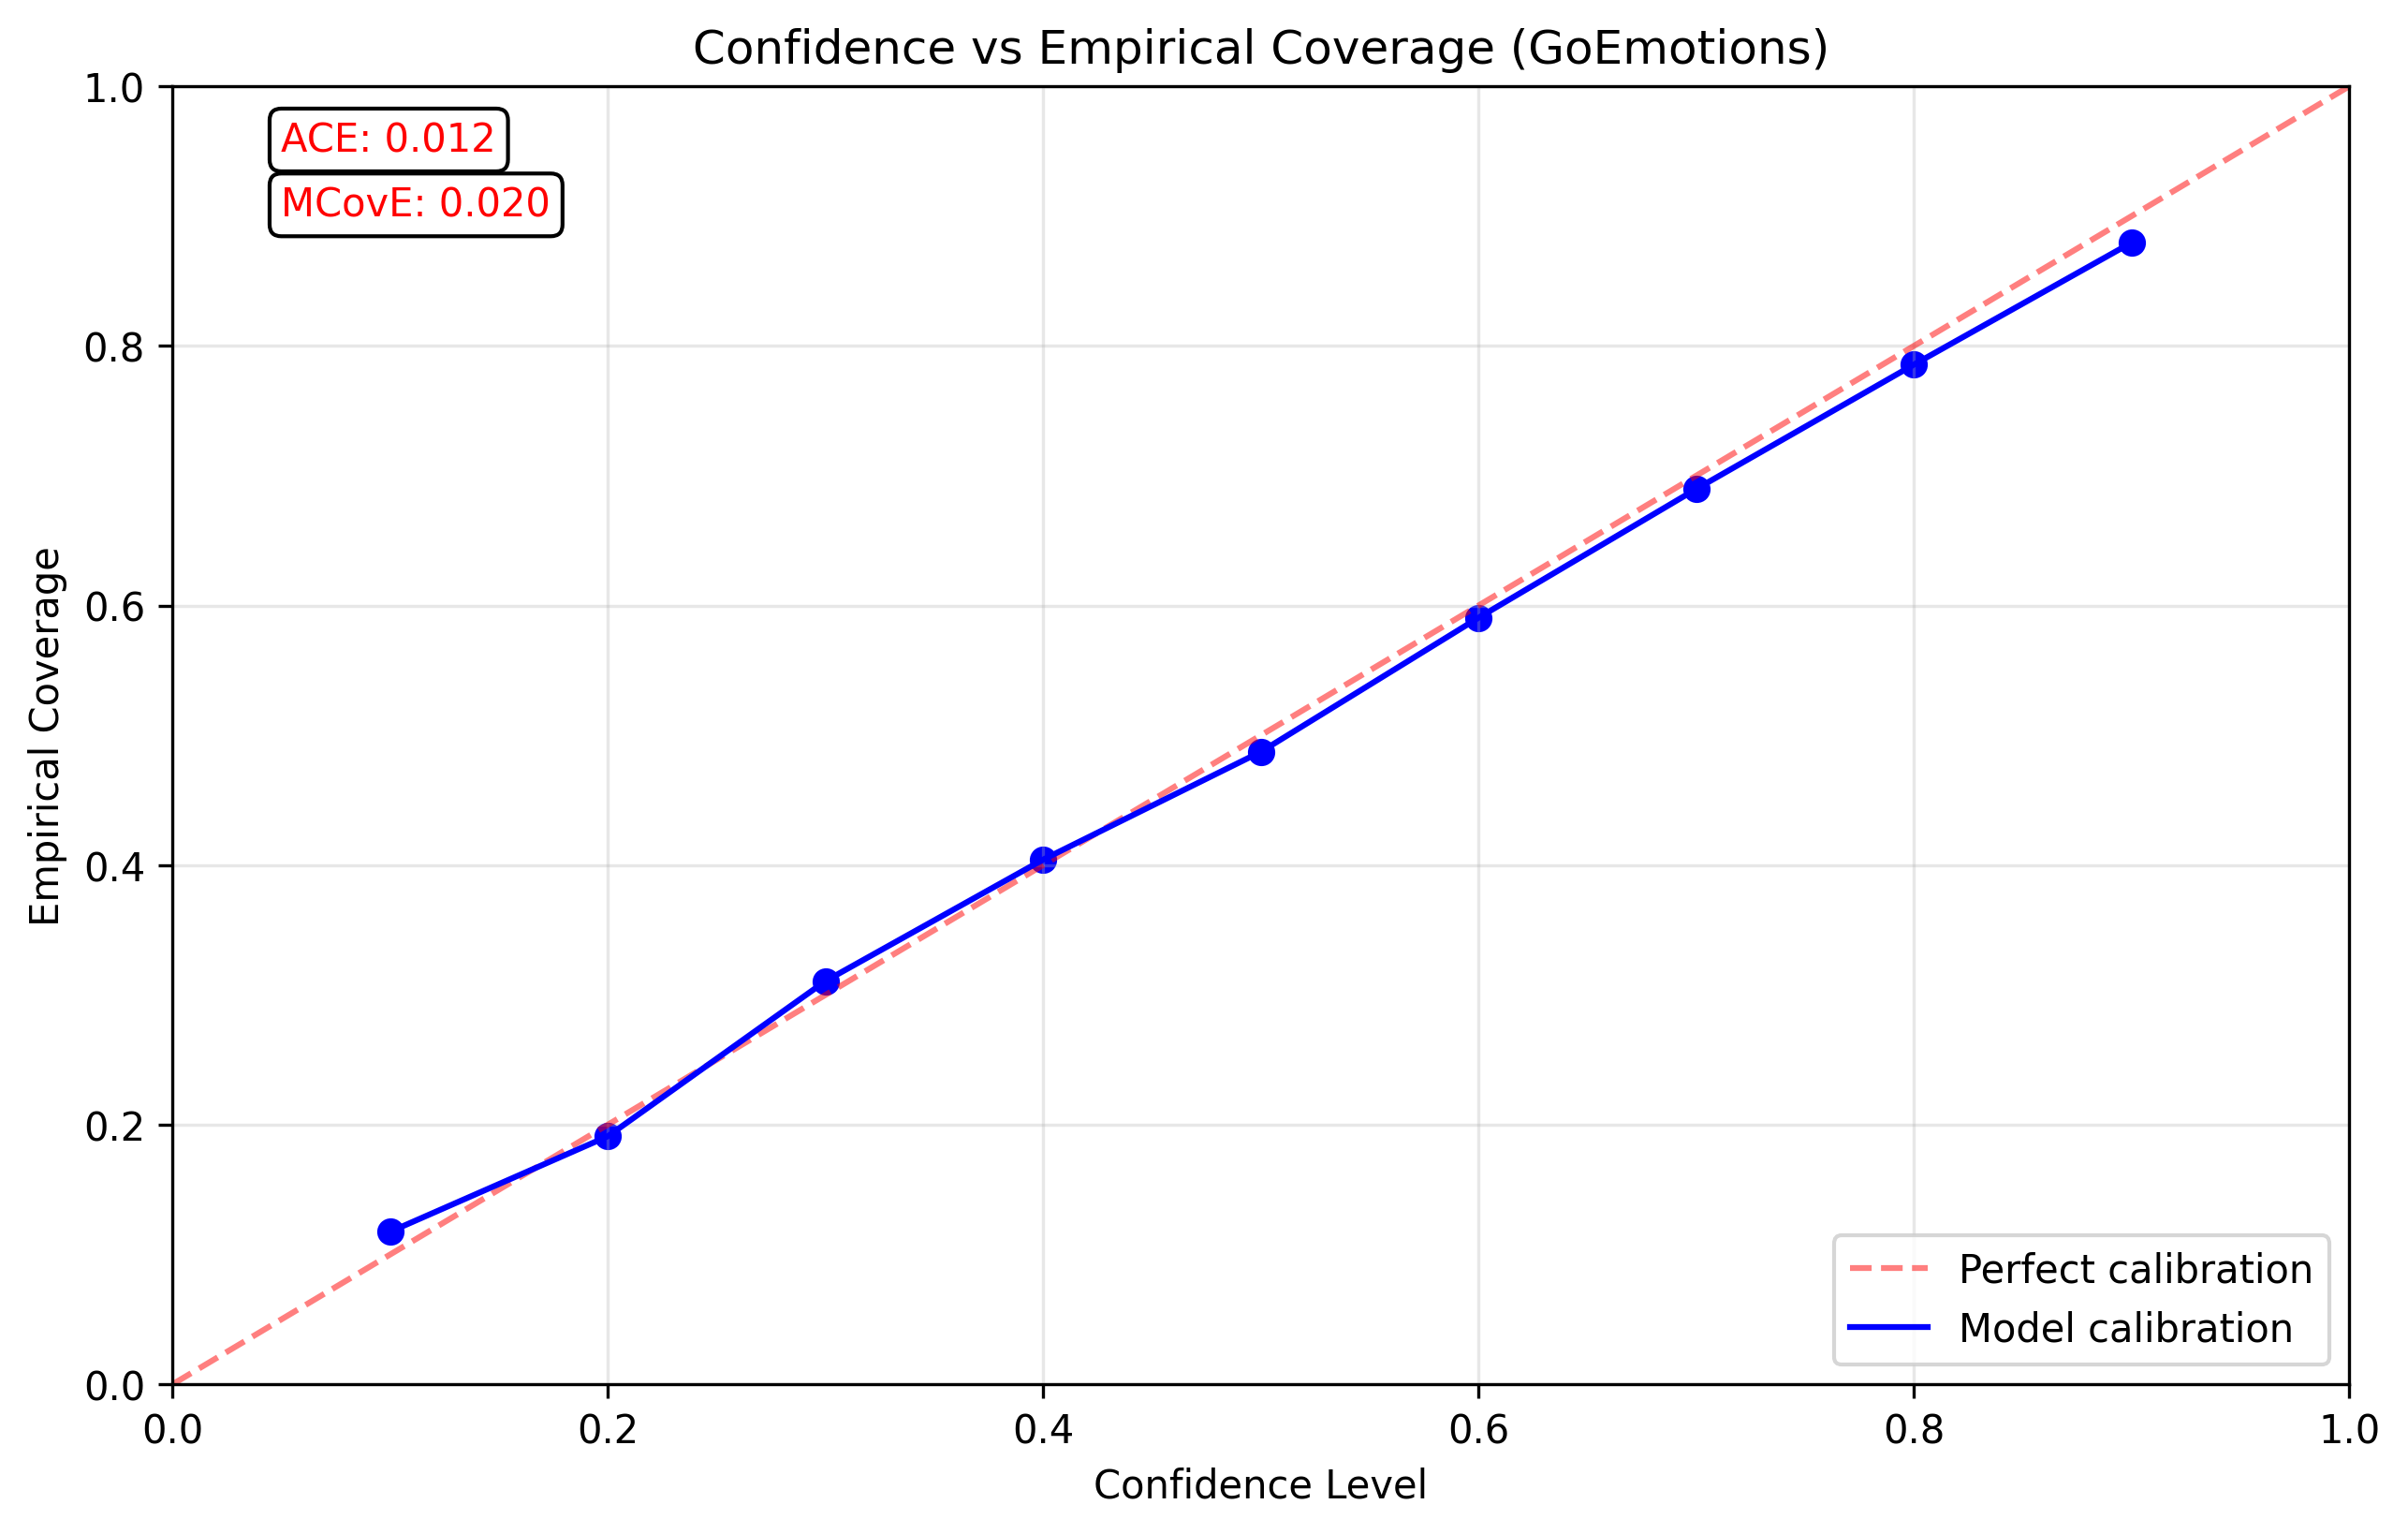 Confidence vs Empirical Coverage (GoEmotions)
ACE: 0.012
MCovE: 0.020
Empirical Coverage
1.0
0.8
0.6
0.4
0.2
0.0
0.0 0.2 0.4 0.6 0.8 1.0
Confidence Level
Perfect calibration
Model calibration